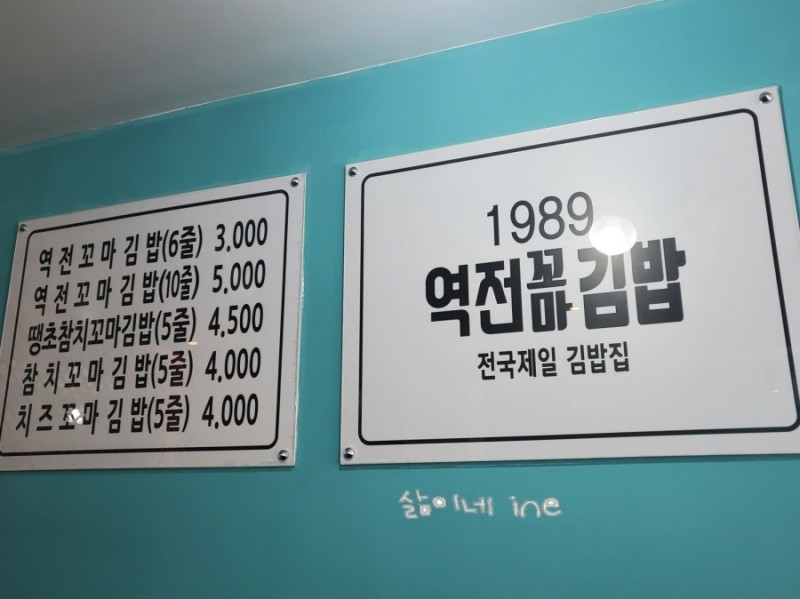 역전꼬마김밥(6줄) 3,000
역전꼬마김밥(10줄) 5,000
땡초참치꼬마김밥(5줄) 4,500
참치꼬마김밥(5줄) 4,000
치즈꼬마김밥(5줄) 4,000
1989
역전꼬마김밥
전국제일 김밥집
삶이네 ine